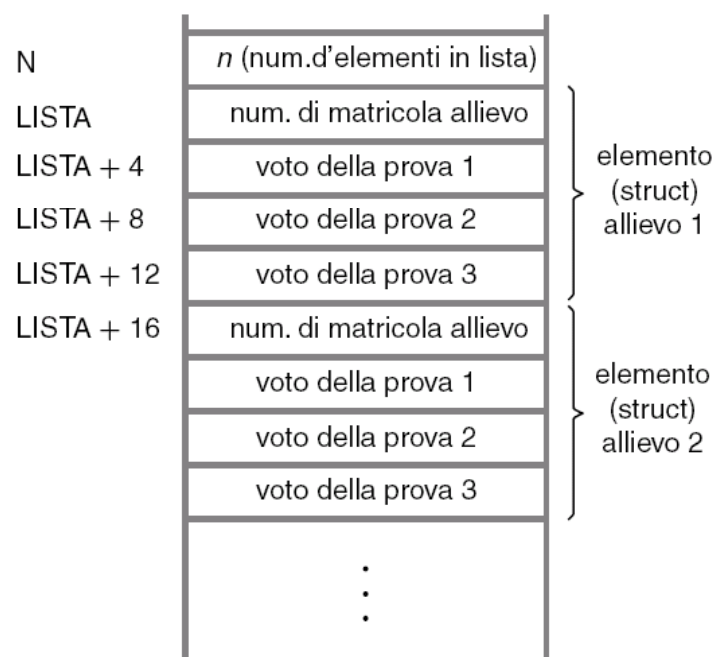 N
n (num.d'elementi in lista)
LISTA
num. di matricola allievo
LISTA + 4
voto della prova 1
LISTA + 8
voto della prova 2
LISTA + 12
voto della prova 3
elemento
(struct)
allievo 1
LISTA + 16
num. di matricola allievo
voto della prova 1
voto della prova 2
voto della prova 3
elemento
(struct)
allievo 2